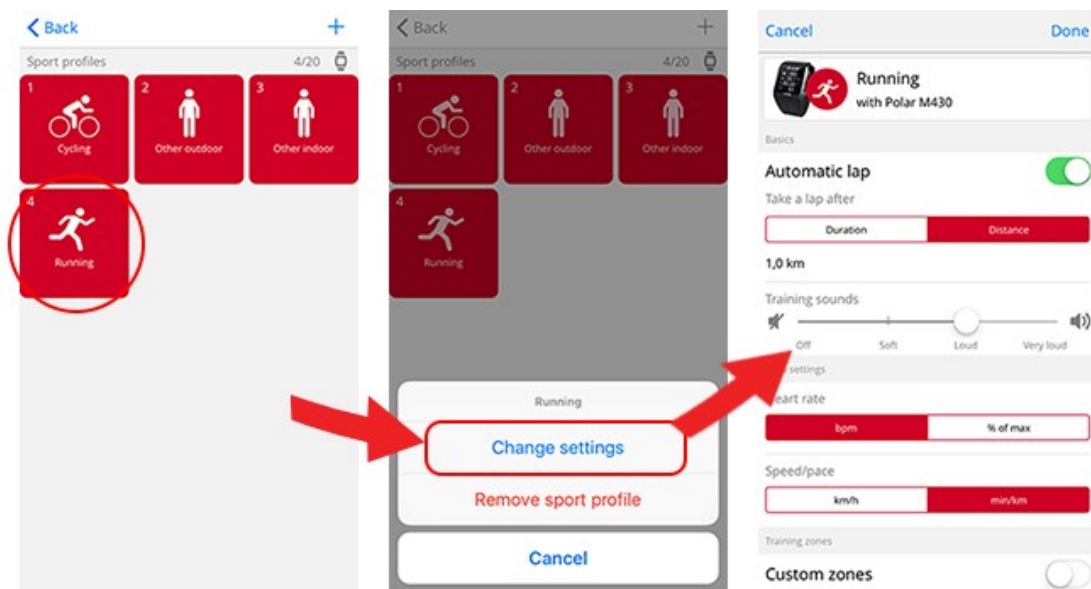 Back
+
Sport profiles 4/20
1
Cycling
2
Other outdoor
3
Other indoor
4
Running
Back
+
Sport profiles 4/20
1
Cycling
2
Other outdoor
3
Other indoor
4
Running
Running
Change settings
Remove sport profile
Cancel
Cancel Done
Running
with Polar M430
Basics
Automatic lap
Take a lap after
Duration Distance
1,0 km
Training sounds
Off Soft Loud Very loud
settings
eart rate
bpm % of max
Speed/pace
km/h min/km
Training zones
Custom zones